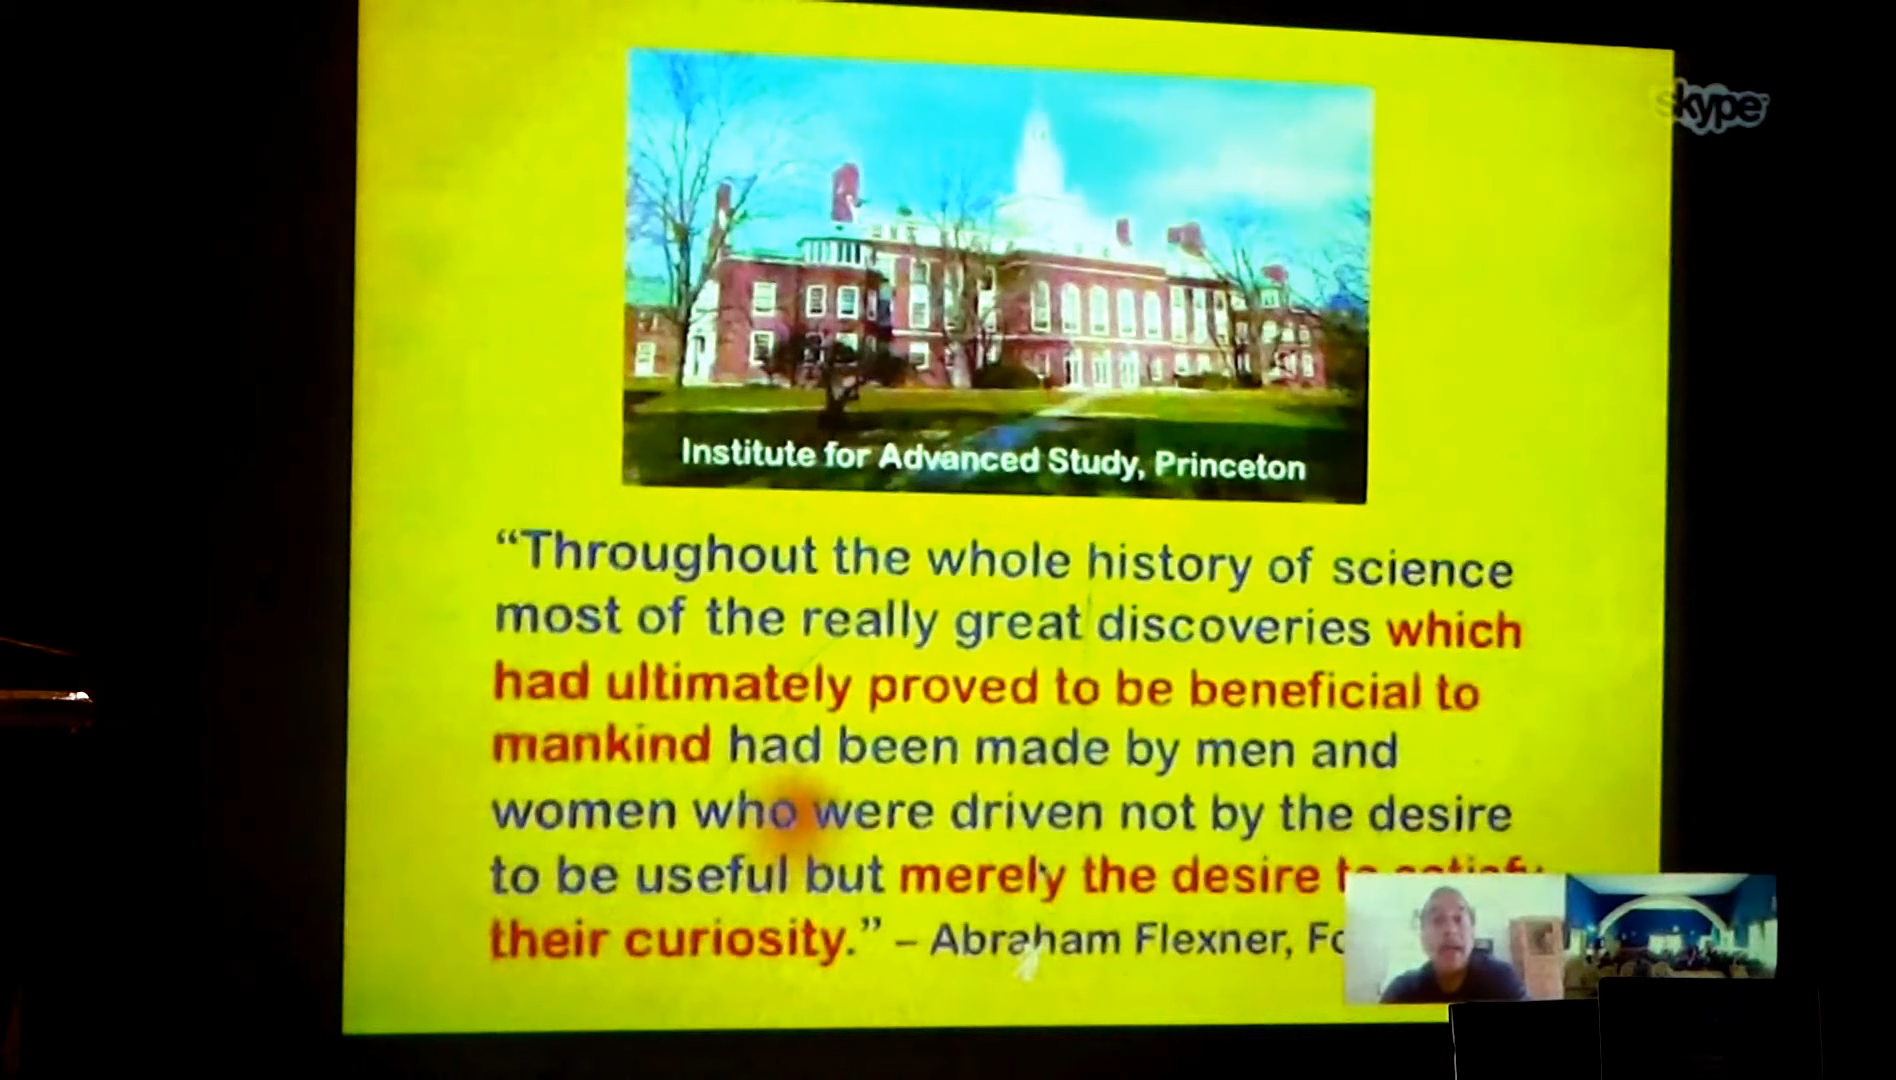 skype
Institute for Advanced Study, Princeton
“Throughout the whole history of science
most of the really great discoveries which
had ultimately proved to be beneficial to
mankind had been made by men and
women who were driven not by the desire
to be useful but merely the desire to satisfy
their curiosity.” – Abraham Flexner,